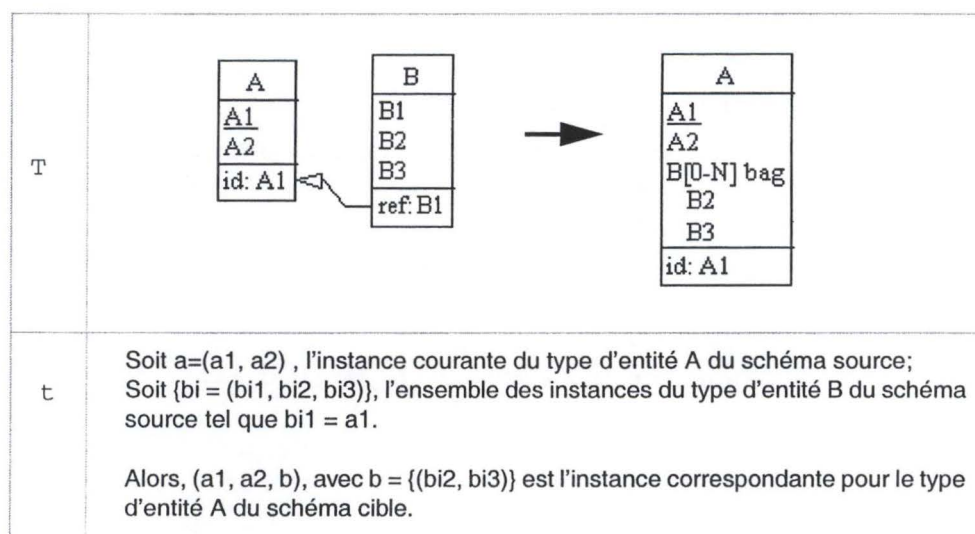 T
A
A1
A2
id: A1
B
B1
B2
B3
ref: B1
A
A1
A2
B[0-N] bag
B2
B3
id: A1
t
Soit a=(a1, a2) , l'instance courante du type d'entité A du schéma source;
Soit {bi = (bi1, bi2, bi3)}, l'ensemble des instances du type d'entité B du schéma
source tel que bi1 = a1.
Alors, (a1, a2, b), avec b = {(bi2, bi3)} est l'instance correspondante pour le type
d'entité A du schéma cible.